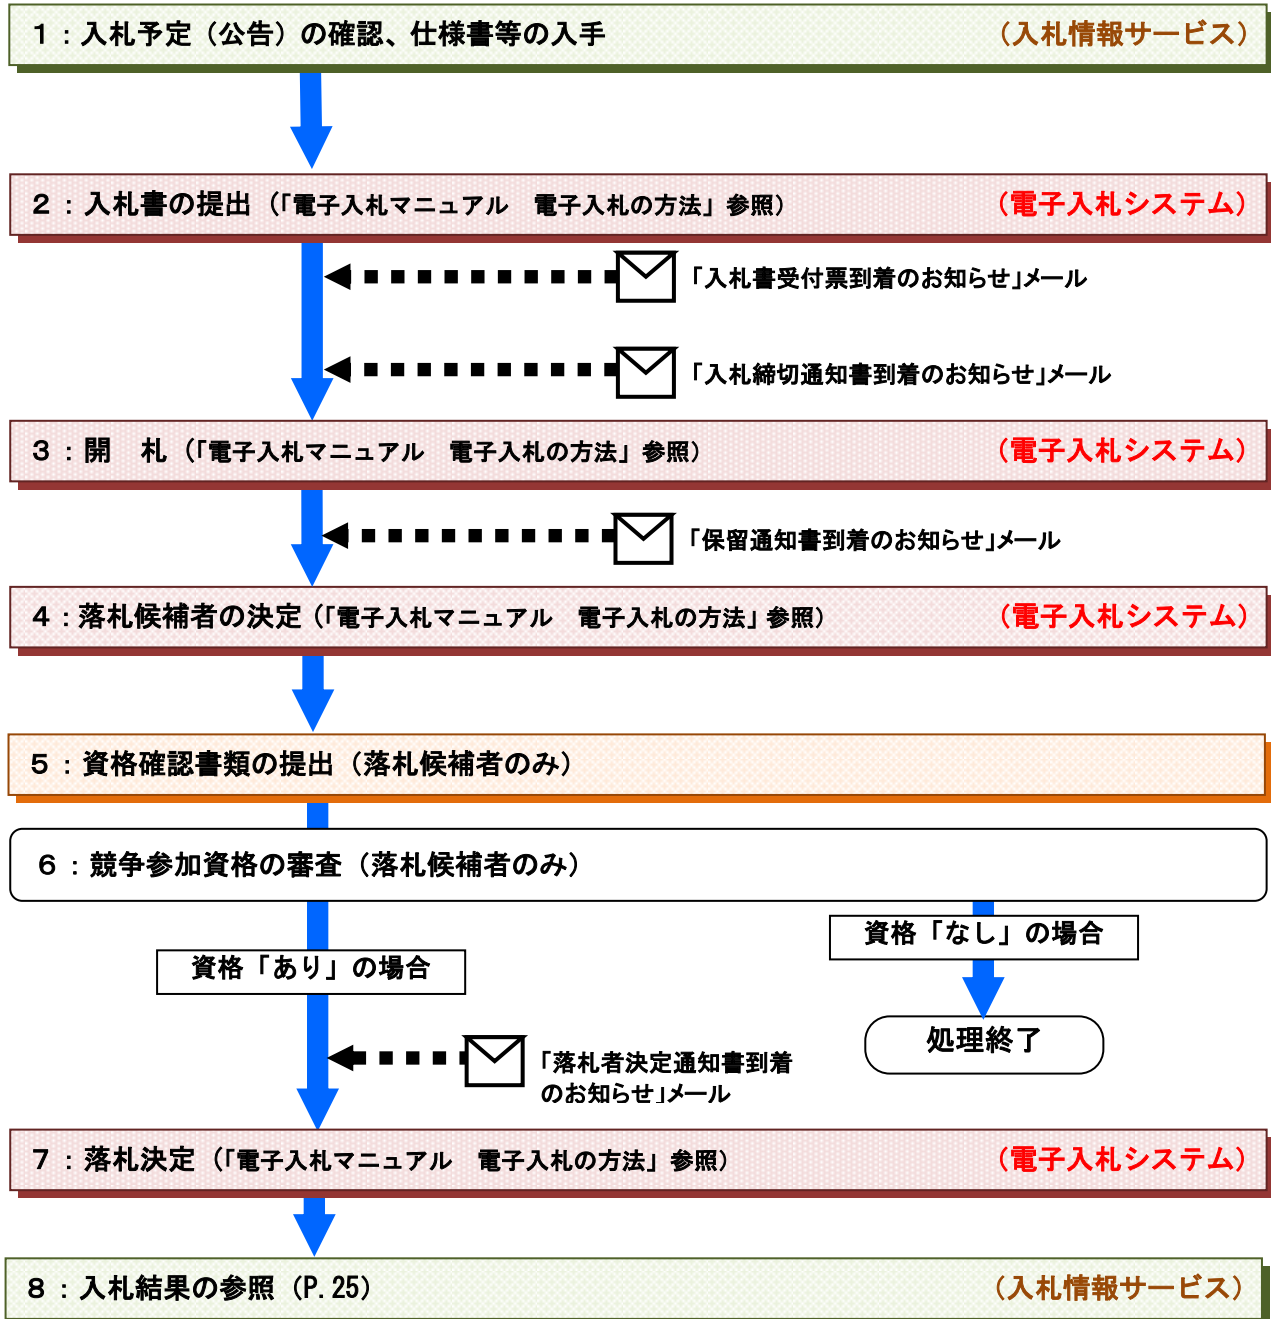 １：入札予定（公告）の確認、仕様書等の入手　（入札情報サービス）
２：入札書の提出（「電子入札マニュアル　電子入札の方法」参照）　（電子入札システム）
「入札書受付票到着のお知らせ」メール
「入札締切通知書到着のお知らせ」メール
３：開　札（「電子入札マニュアル　電子入札の方法」参照）　（電子入札システム）
「保留通知書到着のお知らせ」メール
４：落札候補者の決定（「電子入札マニュアル　電子入札の方法」参照）　（電子入札システム）
５：資格確認書類の提出（落札候補者のみ）
６：競争参加資格の審査（落札候補者のみ）
資格「なし」の場合
資格「あり」の場合
処理終了
「落札者決定通知書到着
のお知らせ」メール
７：落札決定（「電子入札マニュアル　電子入札の方法」参照）　（電子入札システム）
８：入札結果の参照（P.25）　（入札情報サービス）